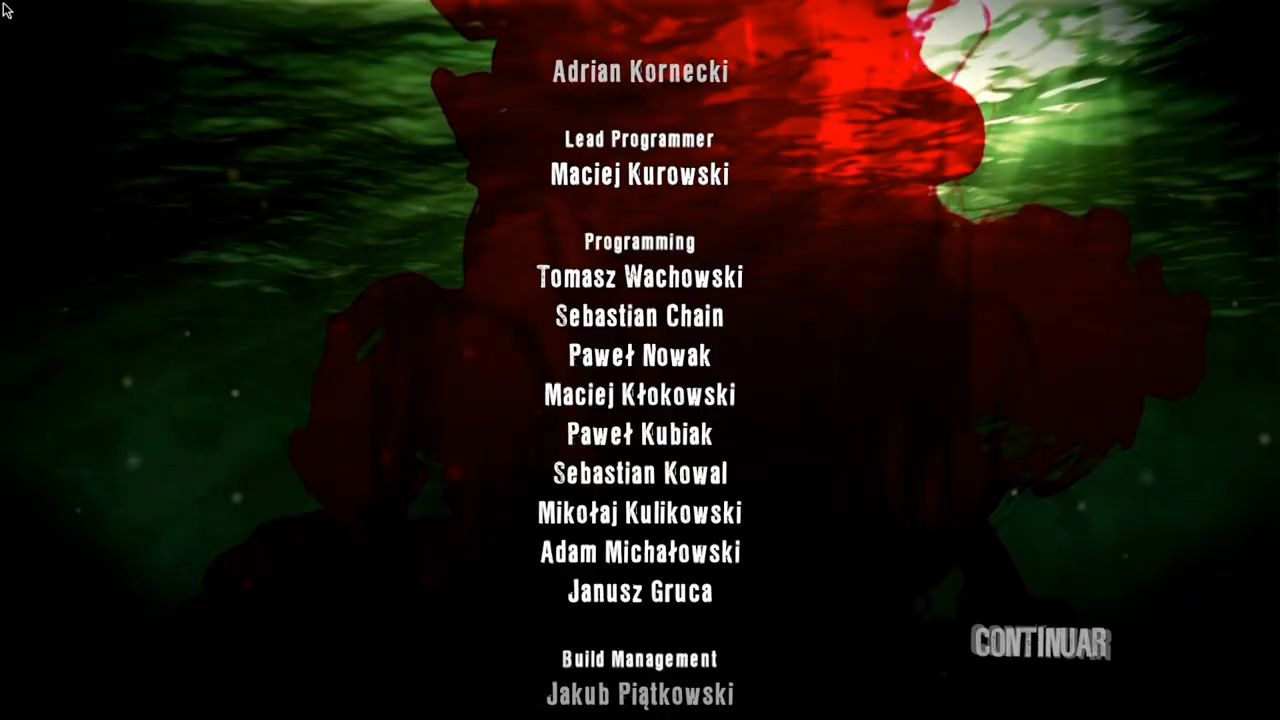 Adrian Kornecki
Lead Programmer
Maciej Kurowski
Programming
Tomasz Wachowski
Sebastian Chain
Paweł Nowak
Maciej Kłokowski
Paweł Kubiak
Sebastian Kowal
Mikołaj Kulikowski
Adam Michałowski
Janusz Gruca
CONTINUAR
Build Management
Jakub Piątkowski